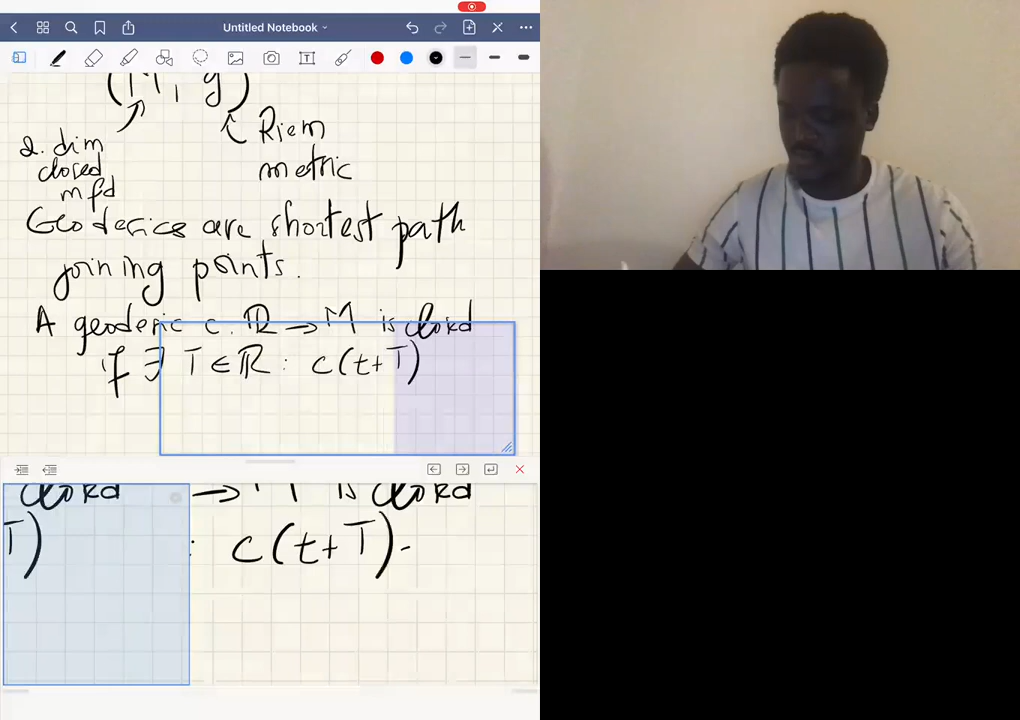 Untitled Notebook
T
(M, g)
2. dim
closed
mfd
Riem
metric
Geodesics are shortest path
joining points.
A geodesic c: ℝ → M is closed
if ∃ T ∈ ℝ : c(t+T)
closed → M is closed
T) : c(t+T) -